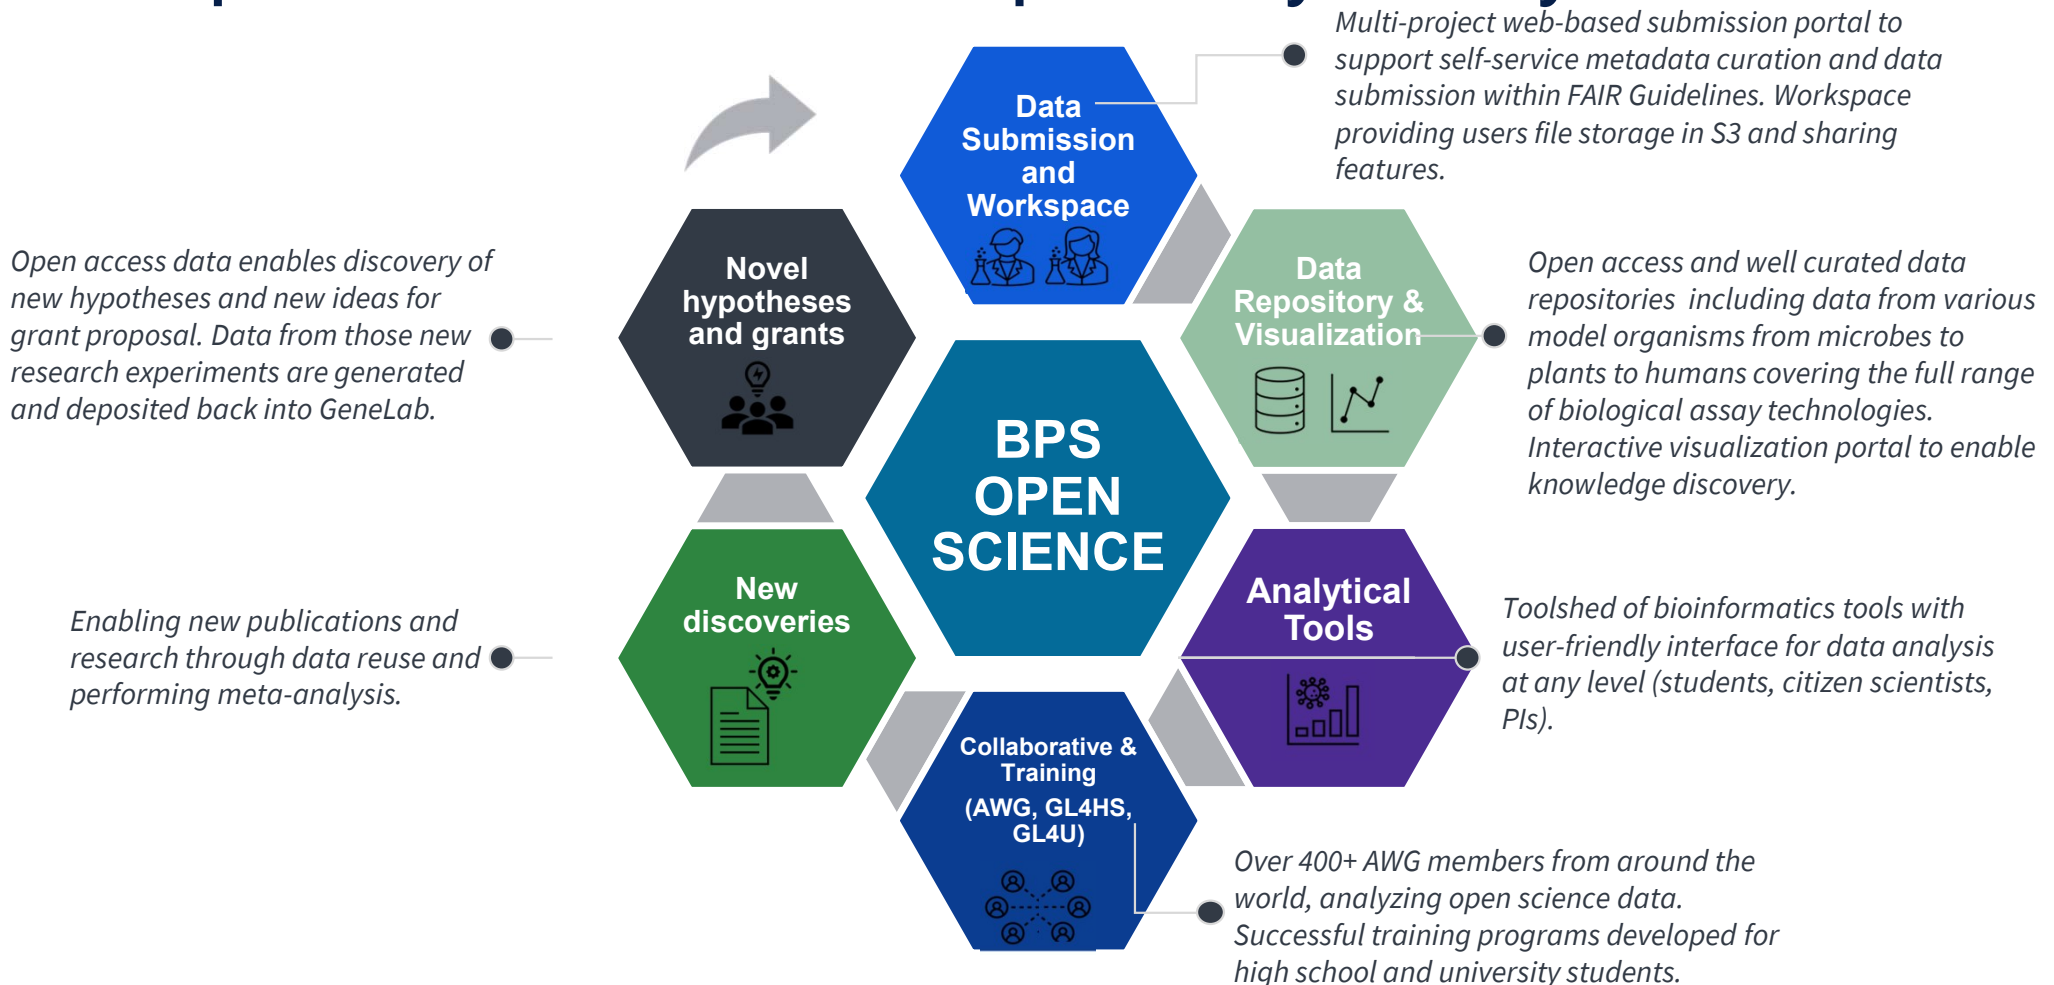 Multi-project web-based submission portal to
support self-service metadata curation and data
submission within FAIR Guidelines. Workspace
providing users file storage in S3 and sharing
features.
Data
Submission
and
Workspace
Novel
hypotheses
and grants
Data
Repository &
Visualization
Open access data enables discovery of
new hypotheses and new ideas for
grant proposal. Data from those new
research experiments are generated
and deposited back into GeneLab.
Open access and well curated data
repositories including data from various
model organisms from microbes to
plants to humans covering the full range
of biological assay technologies.
Interactive visualization portal to enable
knowledge discovery.
BPS
OPEN
SCIENCE
New
discoveries
Analytical
Tools
Enabling new publications and
research through data reuse and
performing meta-analysis.
Toolshed of bioinformatics tools with
user-friendly interface for data analysis
at any level (students, citizen scientists,
PIs).
Collaborative &
Training
(AWG, GL4HS,
GL4U)
Over 400+ AWG members from around the
world, analyzing open science data.
Successful training programs developed for
high school and university students.